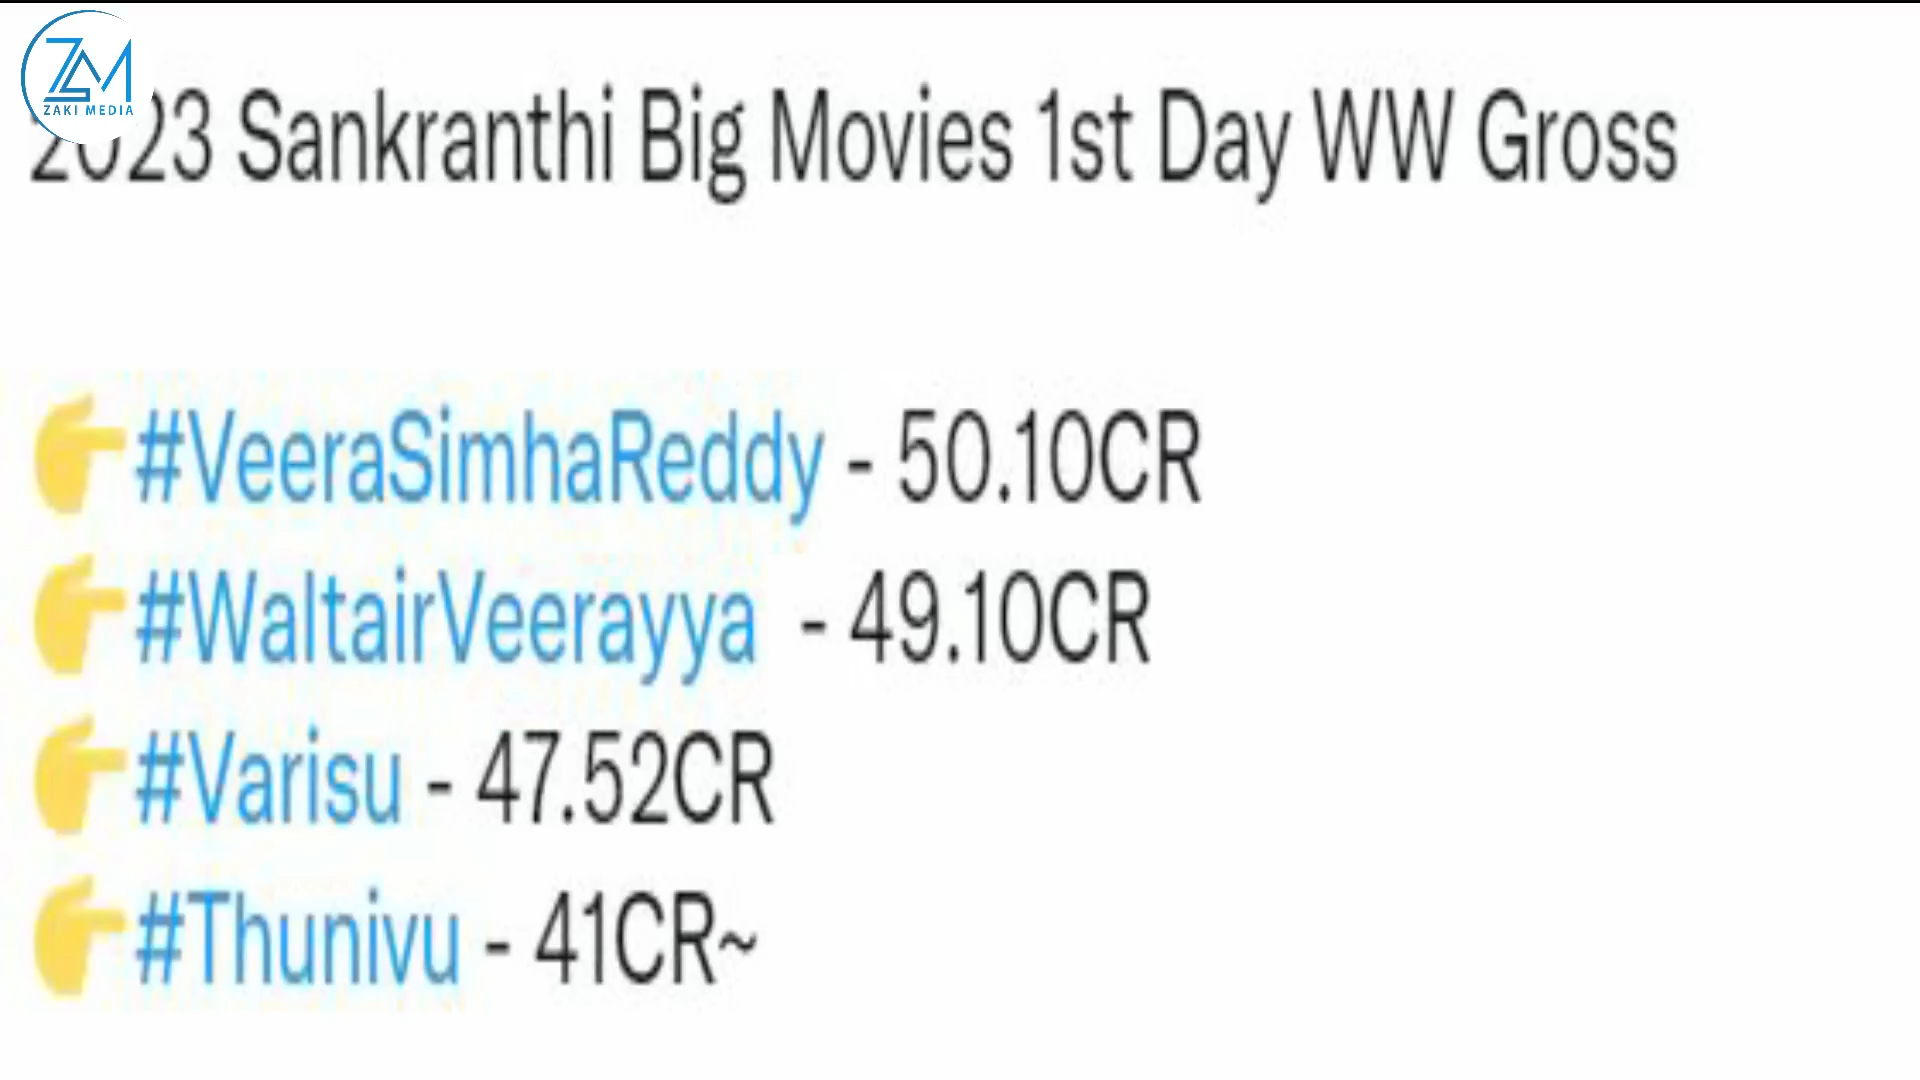 ZM
ZAKI MEDIA
2023 Sankranthi Big Movies 1st Day WW Gross
👉#VeeraSimhaReddy - 50.10CR
👉#WaltairVeerayya - 49.10CR
👉#Varisu - 47.52CR
👉#Thunivu - 41CR~